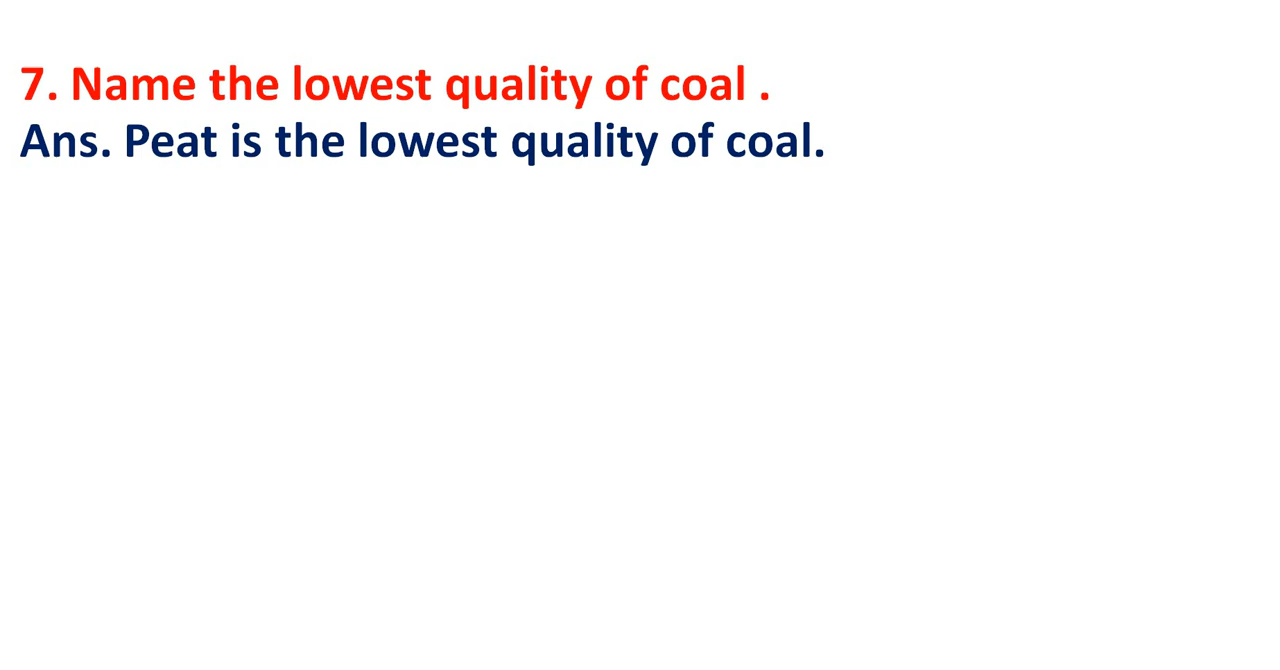 7. Name the lowest quality of coal .
Ans. Peat is the lowest quality of coal.